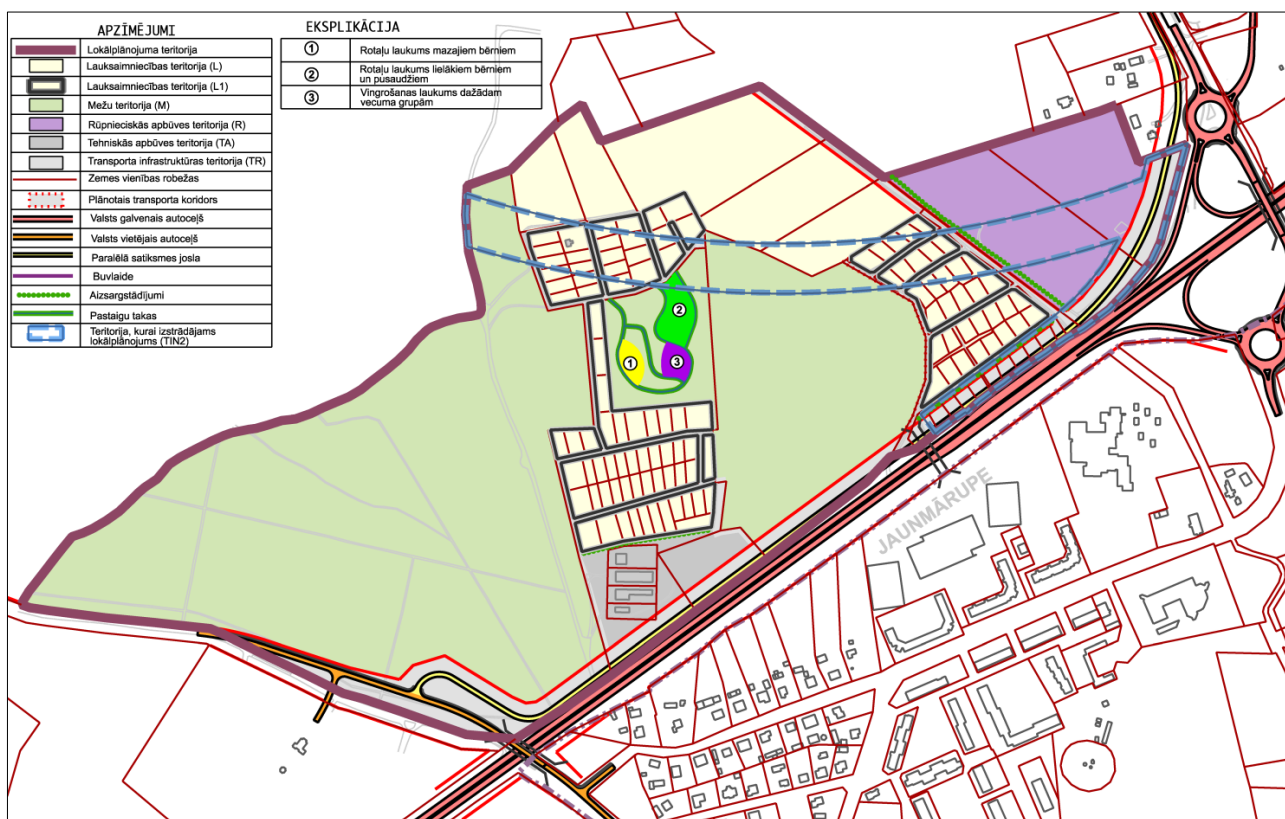 APZĪMĒJUMI
Lokālplānojuma teritorija
Lauksaimniecības teritorija (L)
Lauksaimniecības teritorija (L1)
Mežu teritorija (M)
Rūpnieciskās apbūves teritorija (R)
Tehniskās apbūves teritorija (TA)
Transporta infrastruktūras teritorija (TR)
Zemes vienības robežas
Plānotais transporta koridors
Valsts galvenais autoceļš
Valsts vietējais autoceļš
Paralēlā satiksmes josla
Buvlaide
Aizsargstādījumi
Pastaigu takas
Teritorija, kurai izstrādājams
lokālplānojums (TIN2)
EKSPLIKĀCIJA
1 Rotaļu laukums mazajiem bērniem
2 Rotaļu laukums lielākiem bērniem
un pusaudžiem
3 Vingrošanas laukums dažādam
vecuma grupām
2
1
3
JAUNMĀRUPE